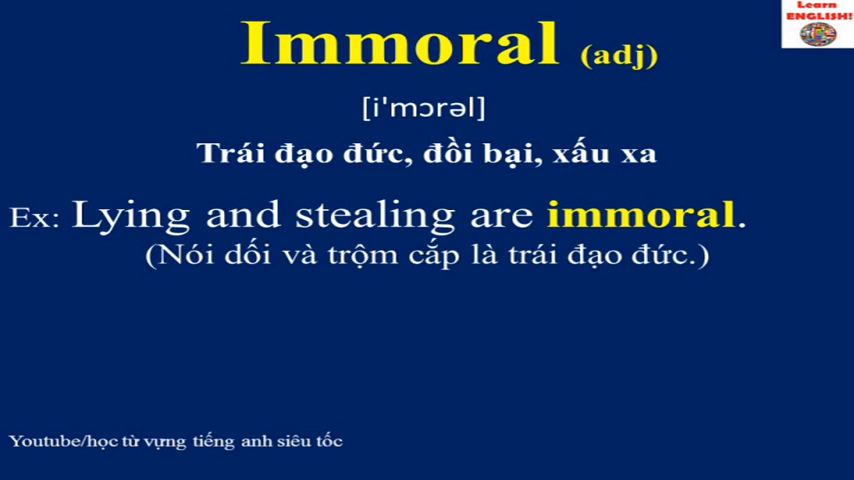 Learn
ENGLISH!
Immoral (adj)
[i'mɔrəl]
Trái đạo đức, đồi bại, xấu xa
Ex: Lying and stealing are immoral.
(Nói dối và trộm cắp là trái đạo đức.)
Youtube/học từ vựng tiếng anh siêu tốc